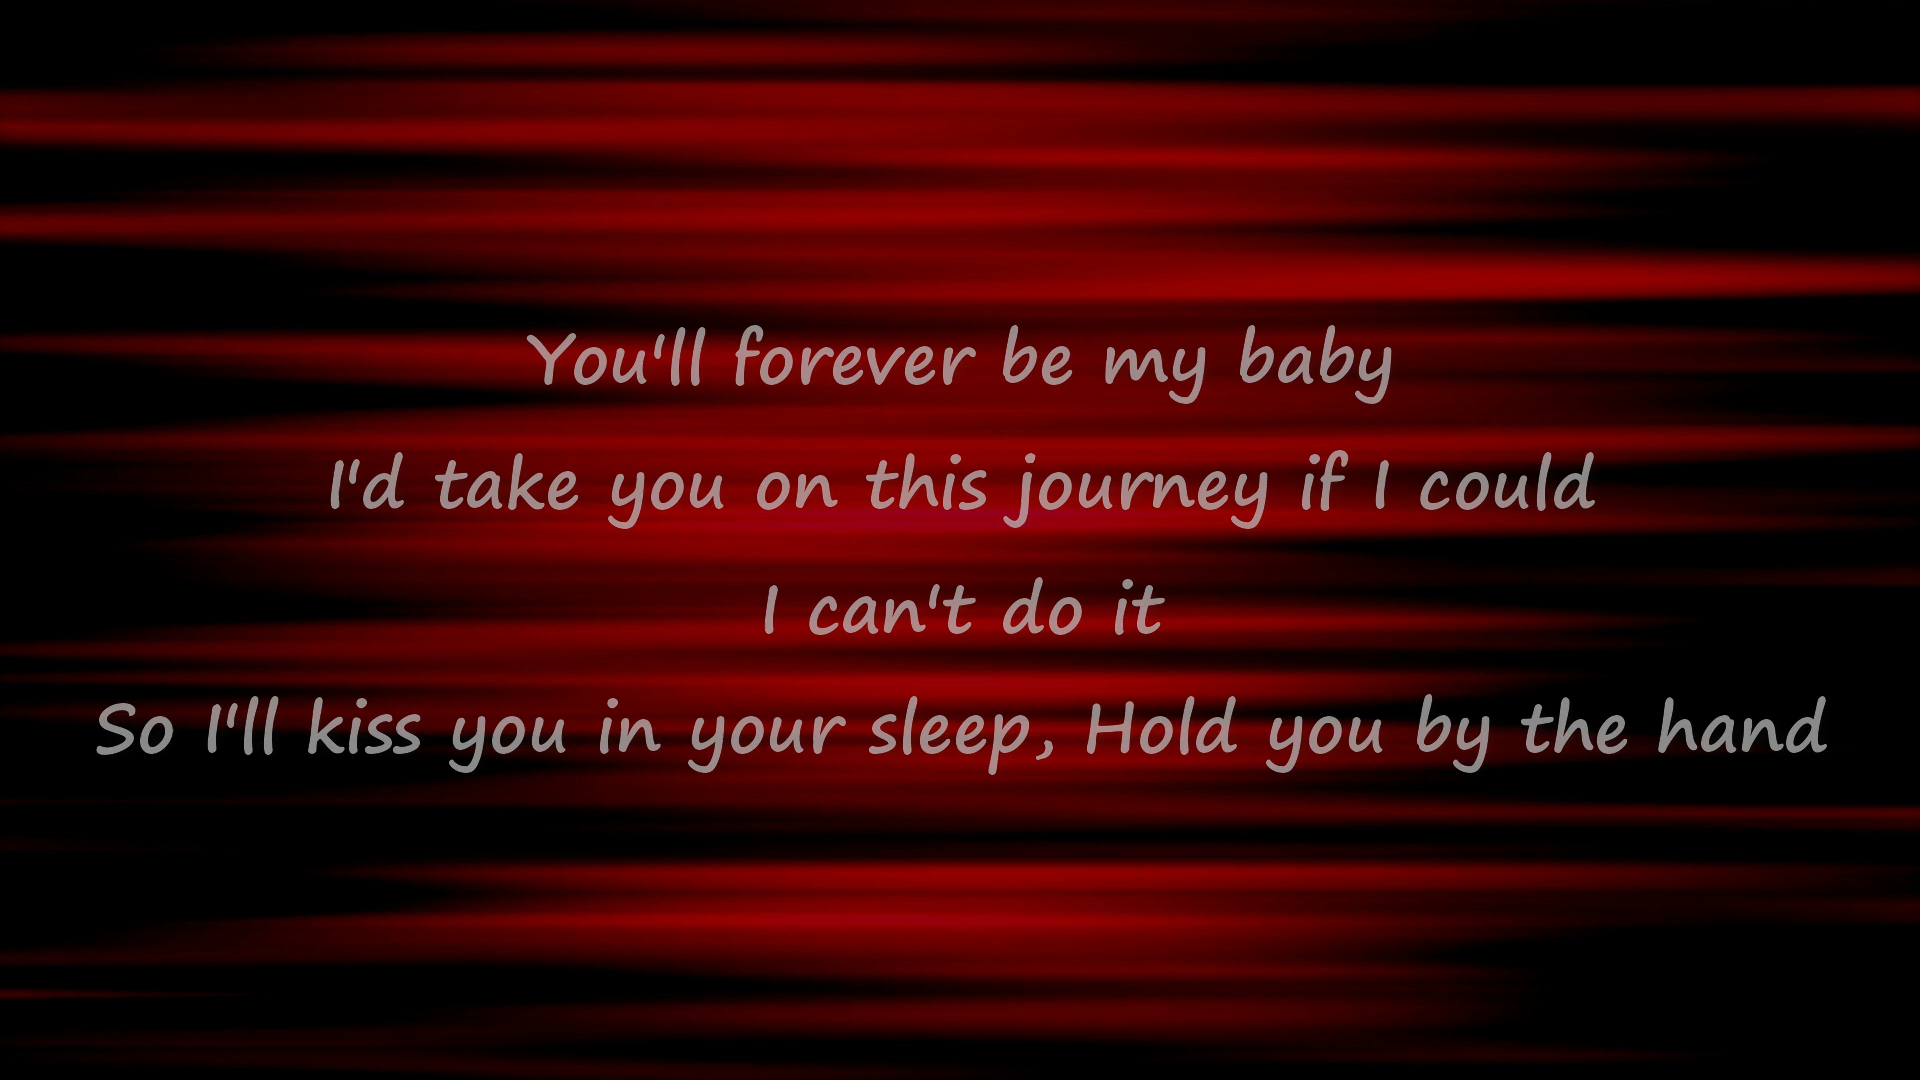 You'll forever be my baby
I'd take you on this journey if I could
I can't do it
So I'll kiss you in your sleep, Hold you by the hand